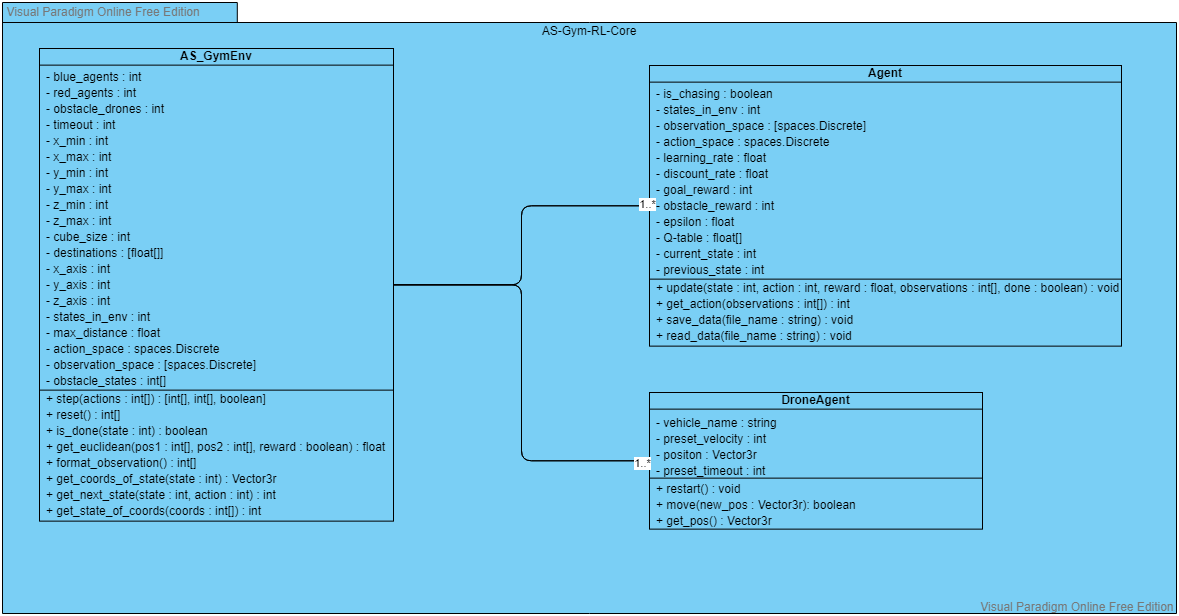 Visual Paradigm Online Free Edition
AS-Gym-RL-Core
AS_GymEnv
- blue_agents : int
- red_agents : int
- obstacle_drones : int
- timeout : int
- x_min : int
- x_max : int
- y_min : int
- y_max : int
- z_min : int
- z_max : int
- cube_size : int
- destinations : [float[]]
- x_axis : int
- y_axis : int
- z_axis : int
- states_in_env : int
- max_distance : float
- action_space : spaces.Discrete
- observation_space : [spaces.Discrete]
- obstacle_states : int[]
+ step(actions : int[]) : [int[], int[], boolean]
+ reset() : int[]
+ is_done(state : int) : boolean
+ get_euclidean(pos1 : int[], pos2 : int[], reward : boolean) : float
+ format_observation() : int[]
+ get_coords_of_state(state : int) : Vector3r
+ get_next_state(state : int, action : int) : int
+ get_state_of_coords(coords : int[]) : int
Agent
- is_chasing : boolean
- states_in_env : int
- observation_space : [spaces.Discrete]
- action_space : spaces.Discrete
- learning_rate : float
- discount_rate : float
- goal_reward : int
1..*
- obstacle_reward : int
- epsilon : float
- Q-table : float[]
- current_state : int
- previous_state : int
+ update(state : int, action : int, reward : float, observations : int[], done : boolean) : void
+ get_action(observations : int[]) : int
+ save_data(file_name : string) : void
+ read_data(file_name : string) : void
DroneAgent
- vehicle_name : string
- preset_velocity : int
- positon : Vector3r
1..*
- preset_timeout : int
+ restart() : void
+ move(new_pos : Vector3r): boolean
+ get_pos() : Vector3r
Visual Paradigm Online Free Edition